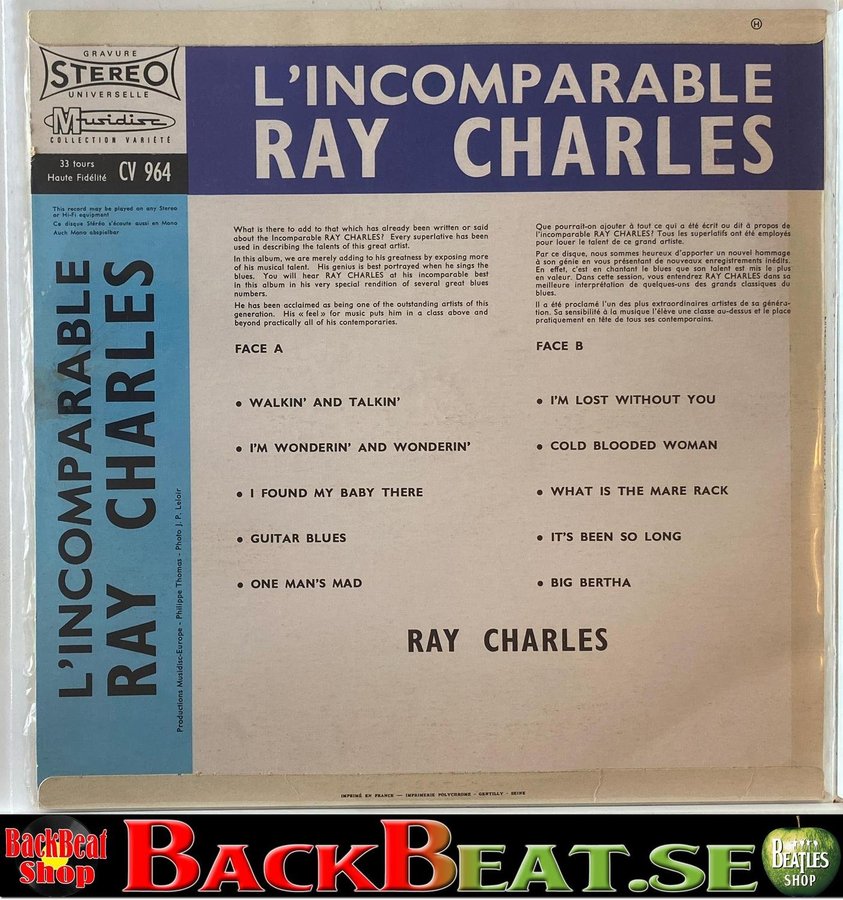 H
GRAVURE
STEREO
UNIVERSELLE
Musidisc
COLLECTION VARIÉTÉ
33 tours
Haute Fidélité CV 964
L'INCOMPARABLE
RAY CHARLES
This record may be played on any Stereo
or Hi-Fi equipment
Ce disque Stéréo s'écoute aussi en Mono
Auch Mono abspielbar
L'INCOMPARABLE
RAY CHARLES
Productions Musidisc-Europe - Philippe Thomas - Photo J. P. Leloir
What is there to add to that which has already been written or said
about the Incomparable RAY CHARLES? Every superlative has been
used in describing the talents of this great artist.
In this album, we are merely adding to his greatness by exposing more
of his musical talent. His genius is best portrayed when he sings the
blues. You will hear RAY CHARLES at his incomparable best
in this album in his very special rendition of several great blues
numbers.
He has been acclaimed as being one of the outstanding artists of this
generation. His « feel » for music puts him in a class above and
beyond practically all of his contemporaries.
Que pourrait-on ajouter à tout ce qui a été écrit ou dit à propos de
l'incomparable RAY CHARLES? Tous les superlatifs ont été employés
pour louer le talent de ce grand artiste.
Par ce disque, nous sommes heureux d'apporter un nouvel hommage
à son génie en vous présentant de nouveaux enregistrements inédits.
En effet, c'est en chantant le blues que son talent est mis le plus
en valeur. Dans cette session, vous entendrez RAY CHARLES dans sa
meilleure interprétation de quelques-uns des grands classiques du
blues.
Il a été proclamé l'un des plus extraordinaires artistes de sa généra-
tion. Sa sensibilité à la musique l'élève une classe au-dessus et le place
pratiquement en tête de tous ses contemporains.
FACE A
• WALKIN' AND TALKIN'
• I'M WONDERIN' AND WONDERIN'
• I FOUND MY BABY THERE
• GUITAR BLUES
• ONE MAN'S MAD
FACE B
• I'M LOST WITHOUT YOU
• COLD BLOODED WOMAN
• WHAT IS THE MARE RACK
• IT'S BEEN SO LONG
• BIG BERTHA
RAY CHARLES
IMPRIMÉ EN FRANCE — IMPRIMERIE POLYCHROME - GENTILLY - SEINE
BackBeat
Shop
BACKBEAT.SE
BEATLES
SHOP